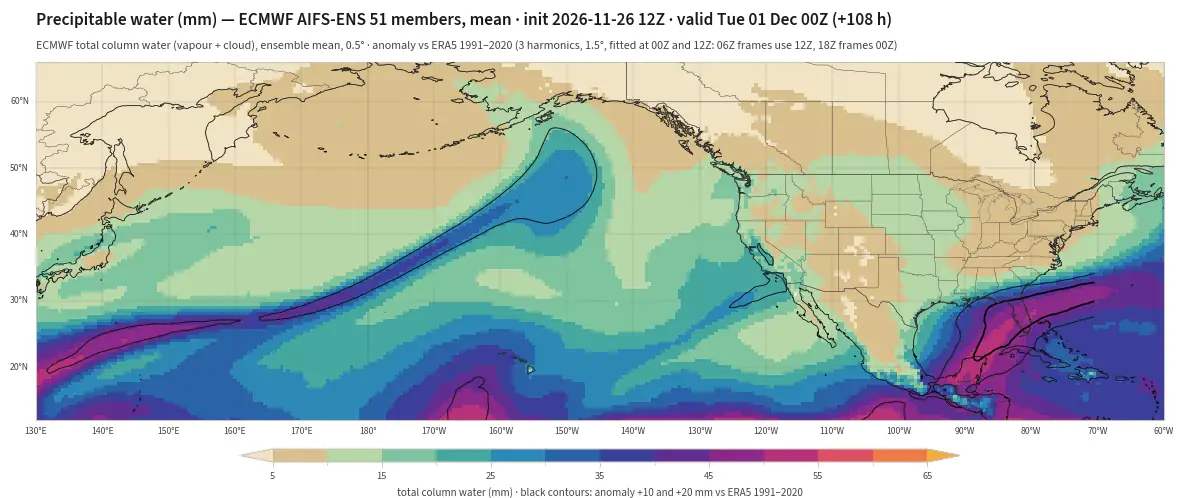 Precipitable water (mm) — ECMWF AIFS-ENS 51 members, mean · init 2026-11-26 12Z · valid Tue 01 Dec 00Z (+108 h)
ECMWF total column water (vapour + cloud), ensemble mean, 0.5° · anomaly vs ERA5 1991–2020 (3 harmonics, 1.5°, fitted at 00Z and 12Z: 06Z frames use 12Z, 18Z frames 00Z)
60°N
50°N
40°N
30°N
20°N
130°E 140°E 150°E 160°E 170°E 180° 170°W 160°W 150°W 140°W 130°W 120°W 110°W 100°W 90°W 80°W 70°W 60°W
5 15 25 35 45 55 65
total column water (mm) · black contours: anomaly +10 and +20 mm vs ERA5 1991–2020